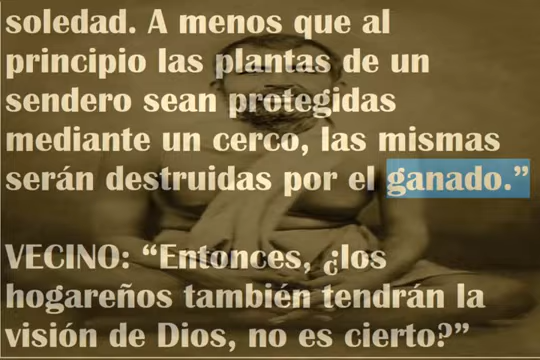 soledad. A menos que al
principio las plantas de un
sendero sean protegidas
mediante un cerco, las mismas
serán destruidas por el ganado.”
VECINO: “Entonces, ¿los
hogareños también tendrán la
visión de Dios, no es cierto?”